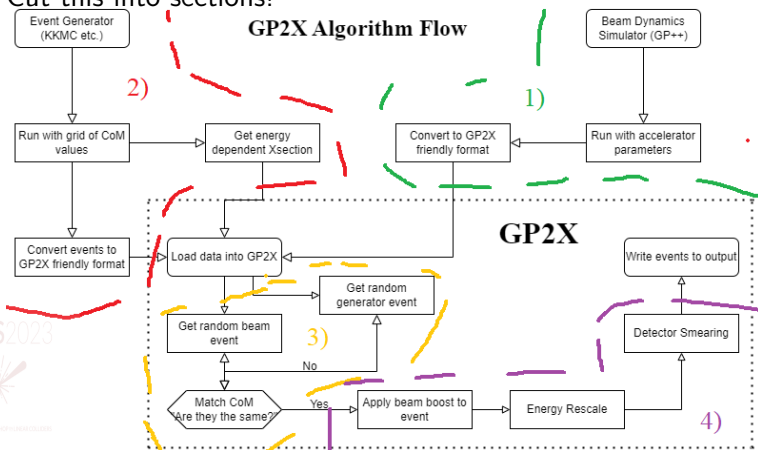 Cut this into sections!
GP2X Algorithm Flow
Event Generator
(KKMC etc.)
Beam Dynamics
Simulator (GP++)
2)
1)
Run with grid of CoM
values
Get energy
dependent Xsection
Convert to GP2X
friendly format
Run with accelerator
parameters
GP2X
Convert events to
GP2X friendly format
Load data into GP2X
Write events to output
Get random
generator event
Get random beam
event
3)
Detector Smearing
2023
No
Match CoM
"Are they the same?"
Yes
Apply beam boost to
event
Energy Rescale
4)